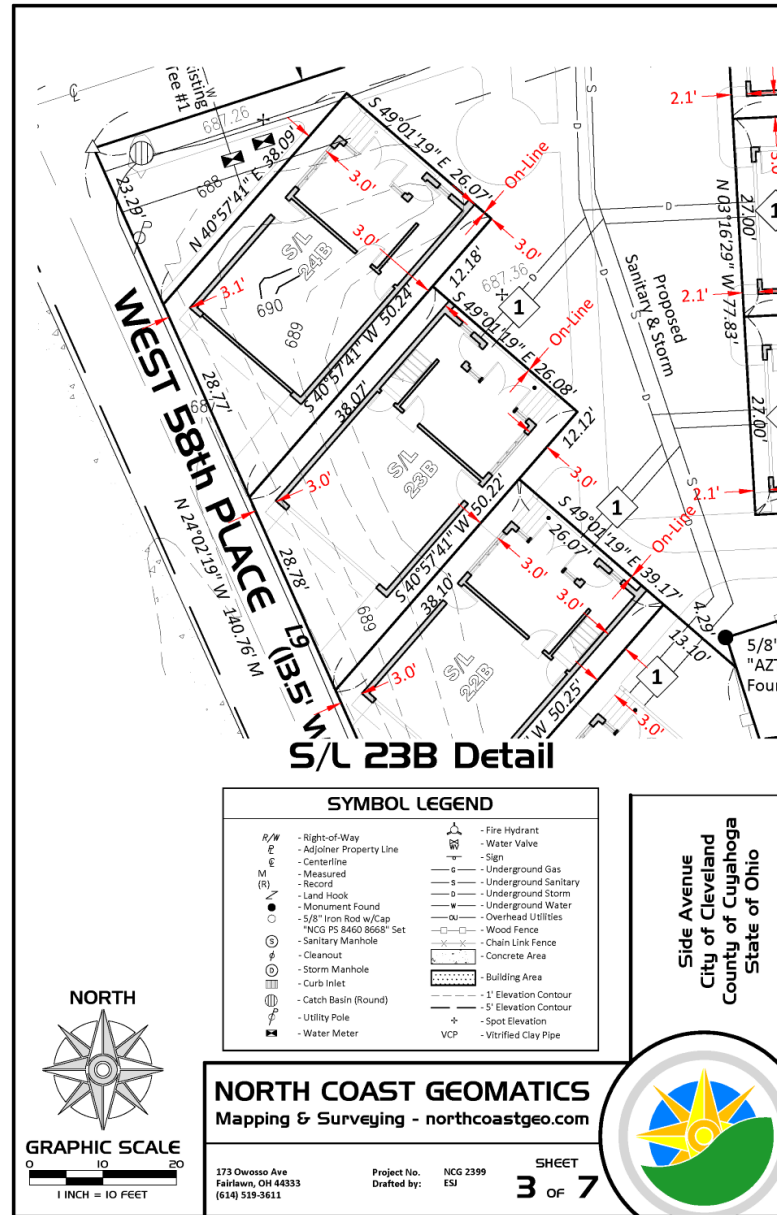 ℄
W
Existing
Tree #1
687.26
23.29'
688
N 40°57'41" E 38.09'
S 49°01'19" E 26.07'
On-Line
3.0'
3.0'
3.0'
12.18'
687.36
S/L
24B
3.1'
690
689
S 40°57'41" W 50.24'
28.77'
WEST 58th PLACE
N 24°02'19" W 140.76' M
S 49°01'19" E 26.08'
On-Line
1
38.07'
12.12'
3.0'
S/L
23B
3.0'
S 40°57'41" W 50.22'
28.78'
689
L9
(13.5' W
S 49°01'19" E 39.17'
26.07'
On-Line
1
3.0'
3.0'
38.10'
3.0'
S/L
22B
W 50.25'
13.10'
4.29'
1
3.0'
Proposed
Sanitary & Storm
S
D
2.1'
3.0'
N 03°16'29" W 77.83'
27.00'
1
2.1'
27.00'
2.1'
5/8"
"AZT
Foun
S/L 23B Detail
SYMBOL LEGEND
R/W - Right-of-Way
℄ - Centerline
- Adjoiner Property Line
M - Measured
(R) - Record
- Land Hook
- Monument Found
- 5/8" Iron Rod w/Cap
"NCG PS 8460 8668" Set
S - Sanitary Manhole
- Cleanout
D - Storm Manhole
- Curb Inlet
- Catch Basin (Round)
- Utility Pole
- Water Meter
- Fire Hydrant
WV - Water Valve
- Sign
G - Underground Gas
S - Underground Sanitary
D - Underground Storm
W - Underground Water
OU - Overhead Utilities
- Wood Fence
- Chain Link Fence
- Concrete Area
- Building Area
- 1' Elevation Contour
- 5' Elevation Contour
- Spot Elevation
VCP - Vitrified Clay Pipe
Side Avenue
City of Cleveland
County of Cuyahoga
State of Ohio
NORTH
GRAPHIC SCALE
0 10 20
1 INCH = 10 FEET
NORTH COAST GEOMATICS
Mapping & Surveying - northcoastgeo.com
173 Owosso Ave
Fairlawn, OH 44333
(614) 519-3611
Project No. NCG 2399
Drafted by: ESJ
SHEET
3 OF 7